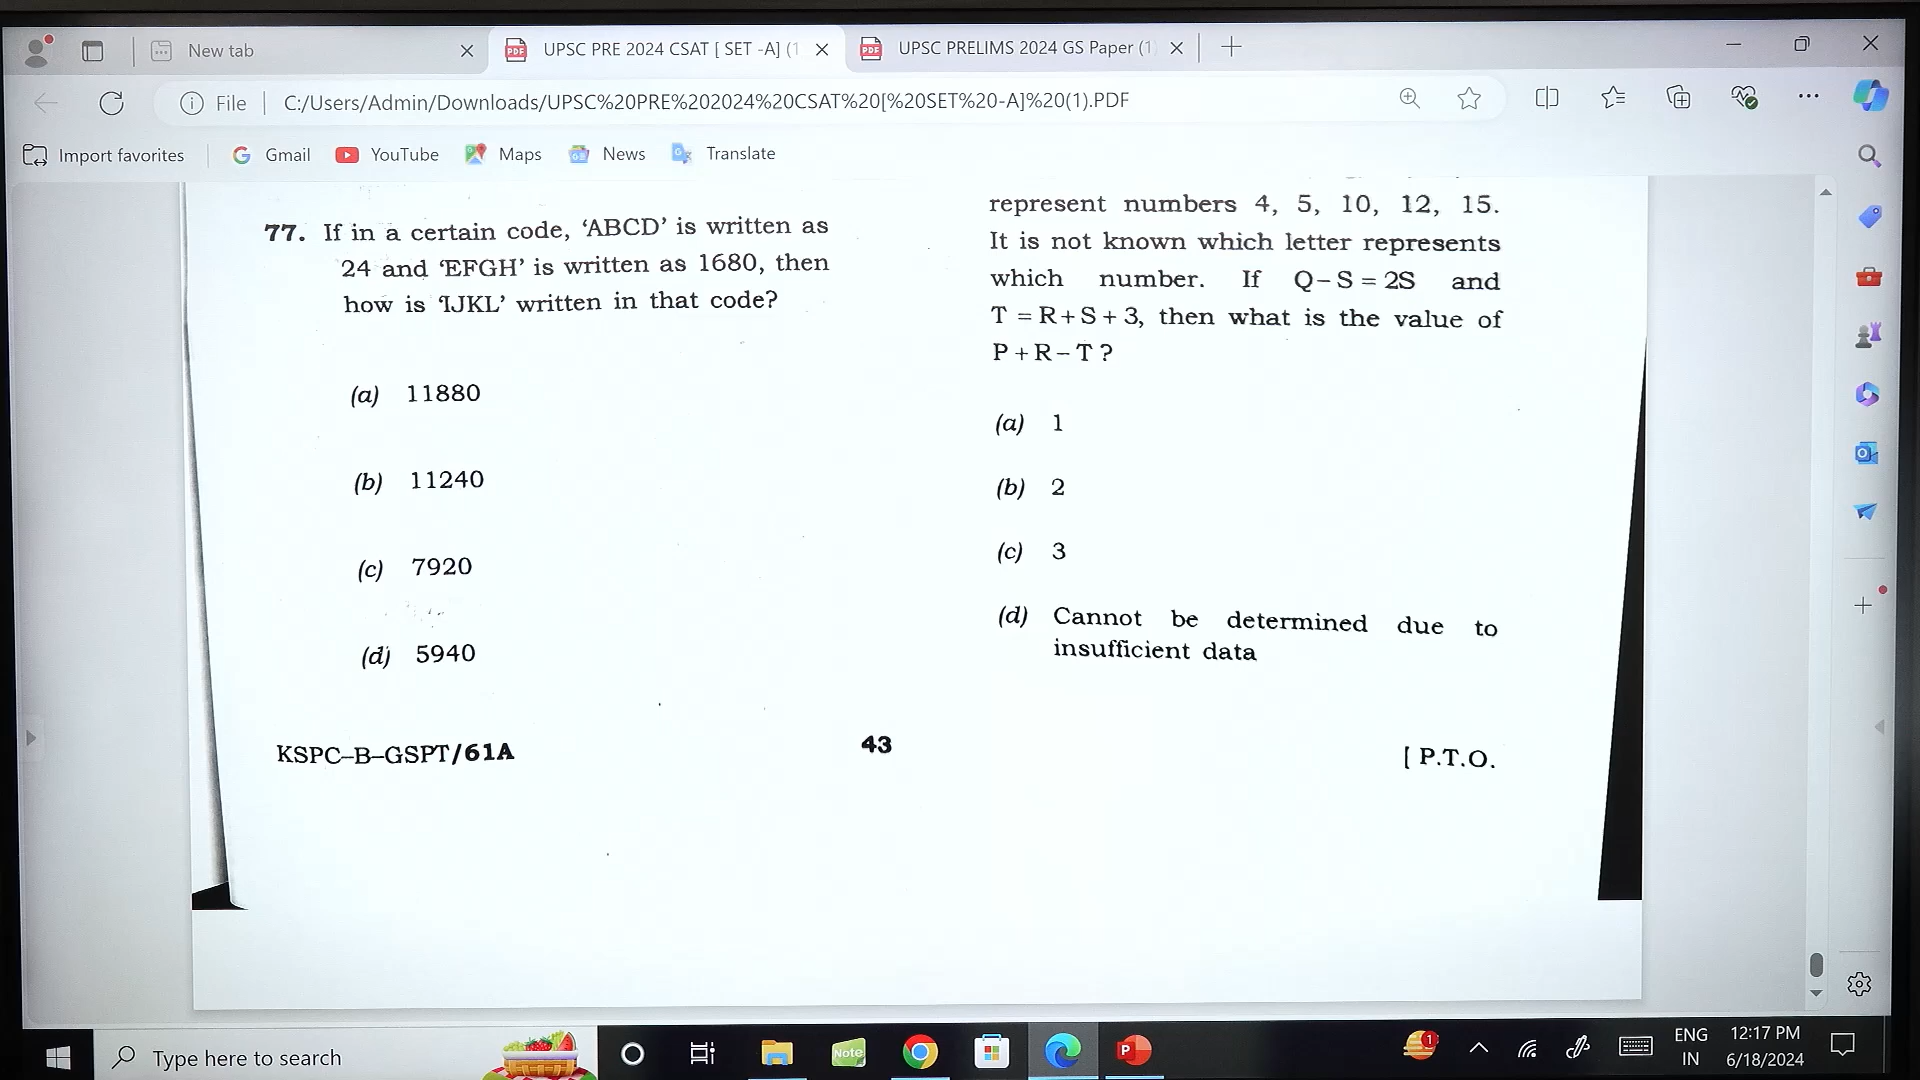 New tab
UPSC PRE 2024 CSAT [ SET -A] (1
UPSC PRELIMS 2024 GS Paper (1)
File
C:/Users/Admin/Downloads/UPSC%20PRE%202024%20CSAT%20[%20SET%20-A]%20(1).PDF
Import favorites
Gmail
YouTube
Maps
News
Translate
77. If in a certain code, ‘ABCD’ is written as
24 and ‘EFGH’ is written as 1680, then
how is ‘IJKL’ written in that code?
(a) 11880
(b) 11240
(c) 7920
(d) 5940
represent numbers 4, 5, 10, 12, 15.
It is not known which letter represents
which number. If Q–S = 2S and
T = R+S+3, then what is the value of
P+R–T?
(a) 1
(b) 2
(c) 3
(d) Cannot be determined due to
insufficient data
KSPC–B–GSPT/61A
43
[ P.T.O.
Type here to search
Note
1
ENG
IN
12:17 PM
6/18/2024